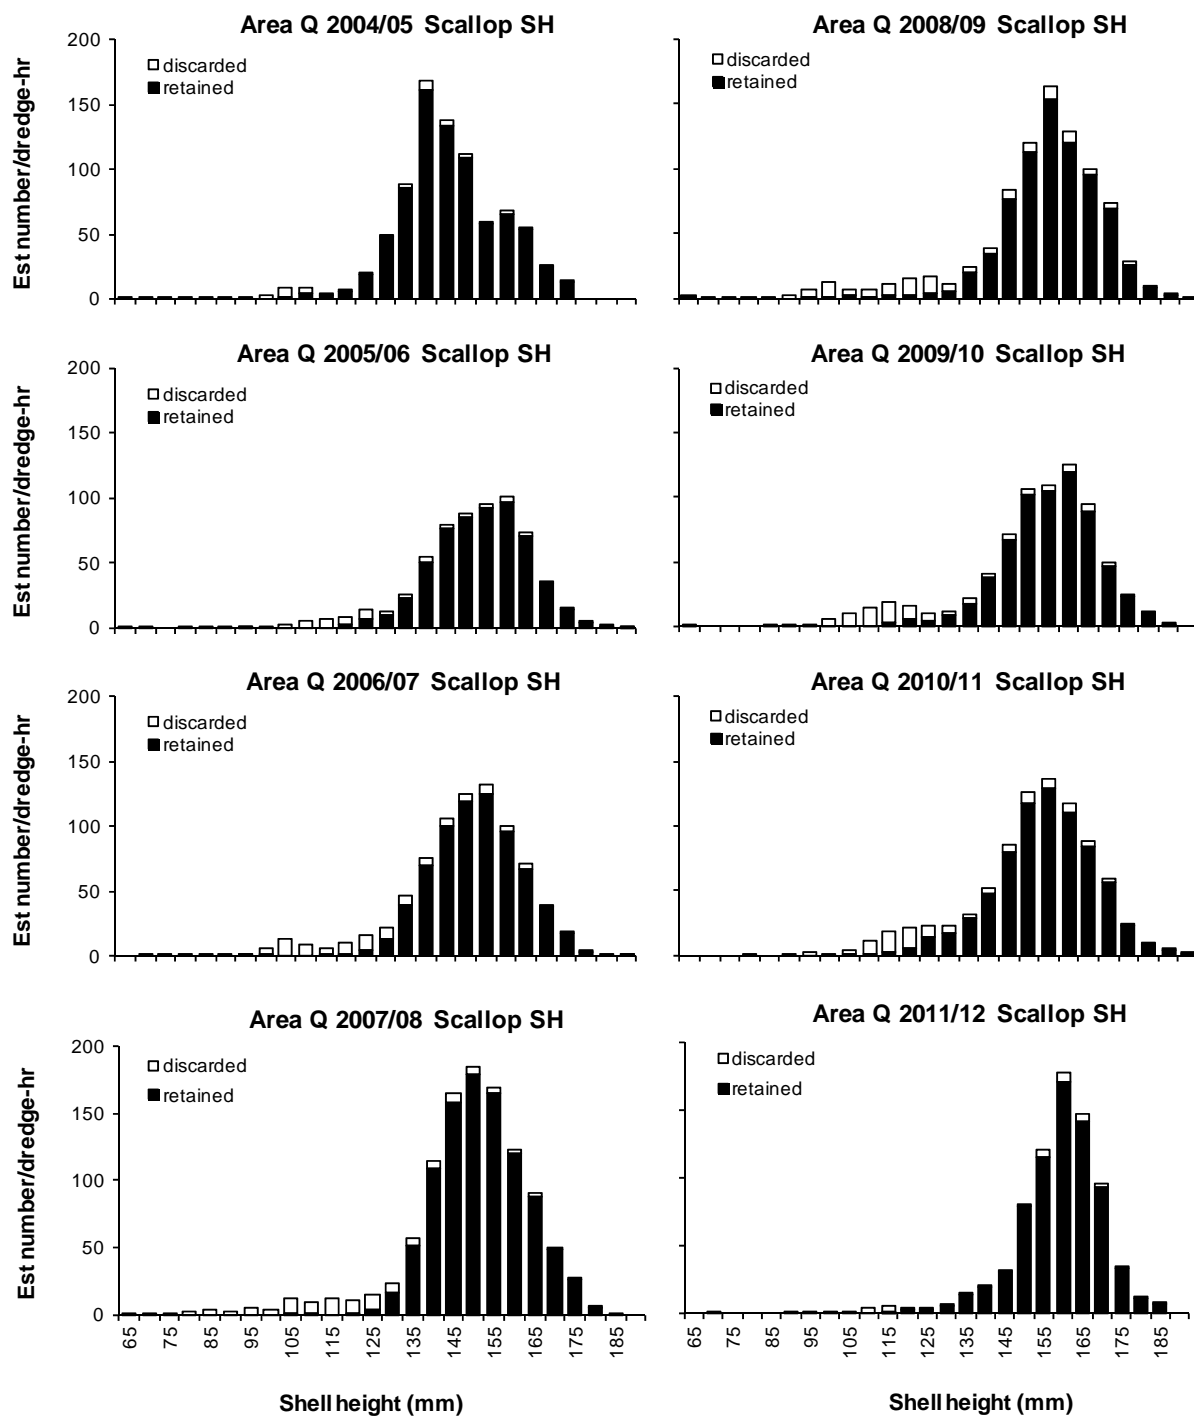 Area Q 2004/05 Scallop SH
Est number/dredge-hr
200
150
100
50
0
discarded
retained
Area Q 2008/09 Scallop SH
discarded
retained
Area Q 2005/06 Scallop SH
Est number/dredge-hr
200
150
100
50
0
discarded
retained
Area Q 2009/10 Scallop SH
discarded
retained
Area Q 2006/07 Scallop SH
Est number/dredge-hr
200
150
100
50
0
discarded
retained
Area Q 2010/11 Scallop SH
discarded
retained
Area Q 2007/08 Scallop SH
Est number/dredge-hr
200
150
100
50
0
discarded
retained
65 75 85 95 105 115 125 135 145 155 165 175 185
Shell height (mm)
Area Q 2011/12 Scallop SH
discarded
retained
65 75 85 95 105 115 125 135 145 155 165 175 185
Shell height (mm)